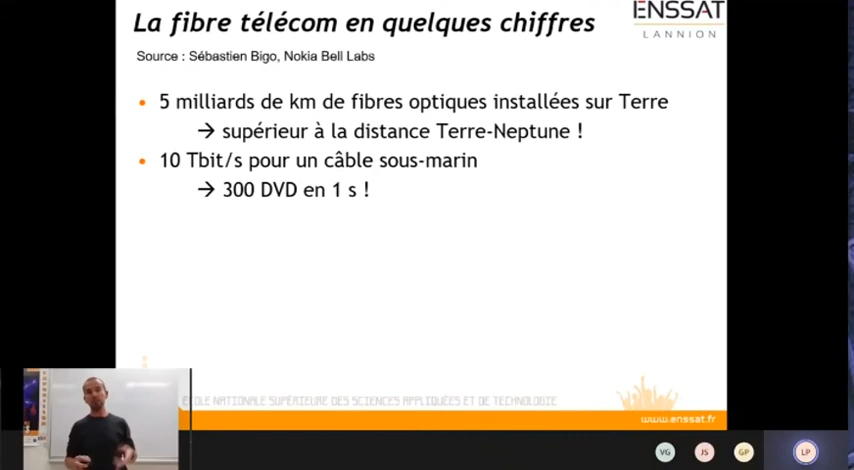 La fibre télécom en quelques chiffres
ENSSAT
LANNION
Source : Sébastien Bigo, Nokia Bell Labs
• 5 milliards de km de fibres optiques installées sur Terre
→ supérieur à la distance Terre-Neptune !
• 10 Tbit/s pour un câble sous-marin
→ 300 DVD en 1 s !
ÉCOLE NATIONALE SUPÉRIEURE DES SCIENCES APPLIQUÉES ET DE TECHNOLOGIE
www.enssat.fr
VG JS GP LP